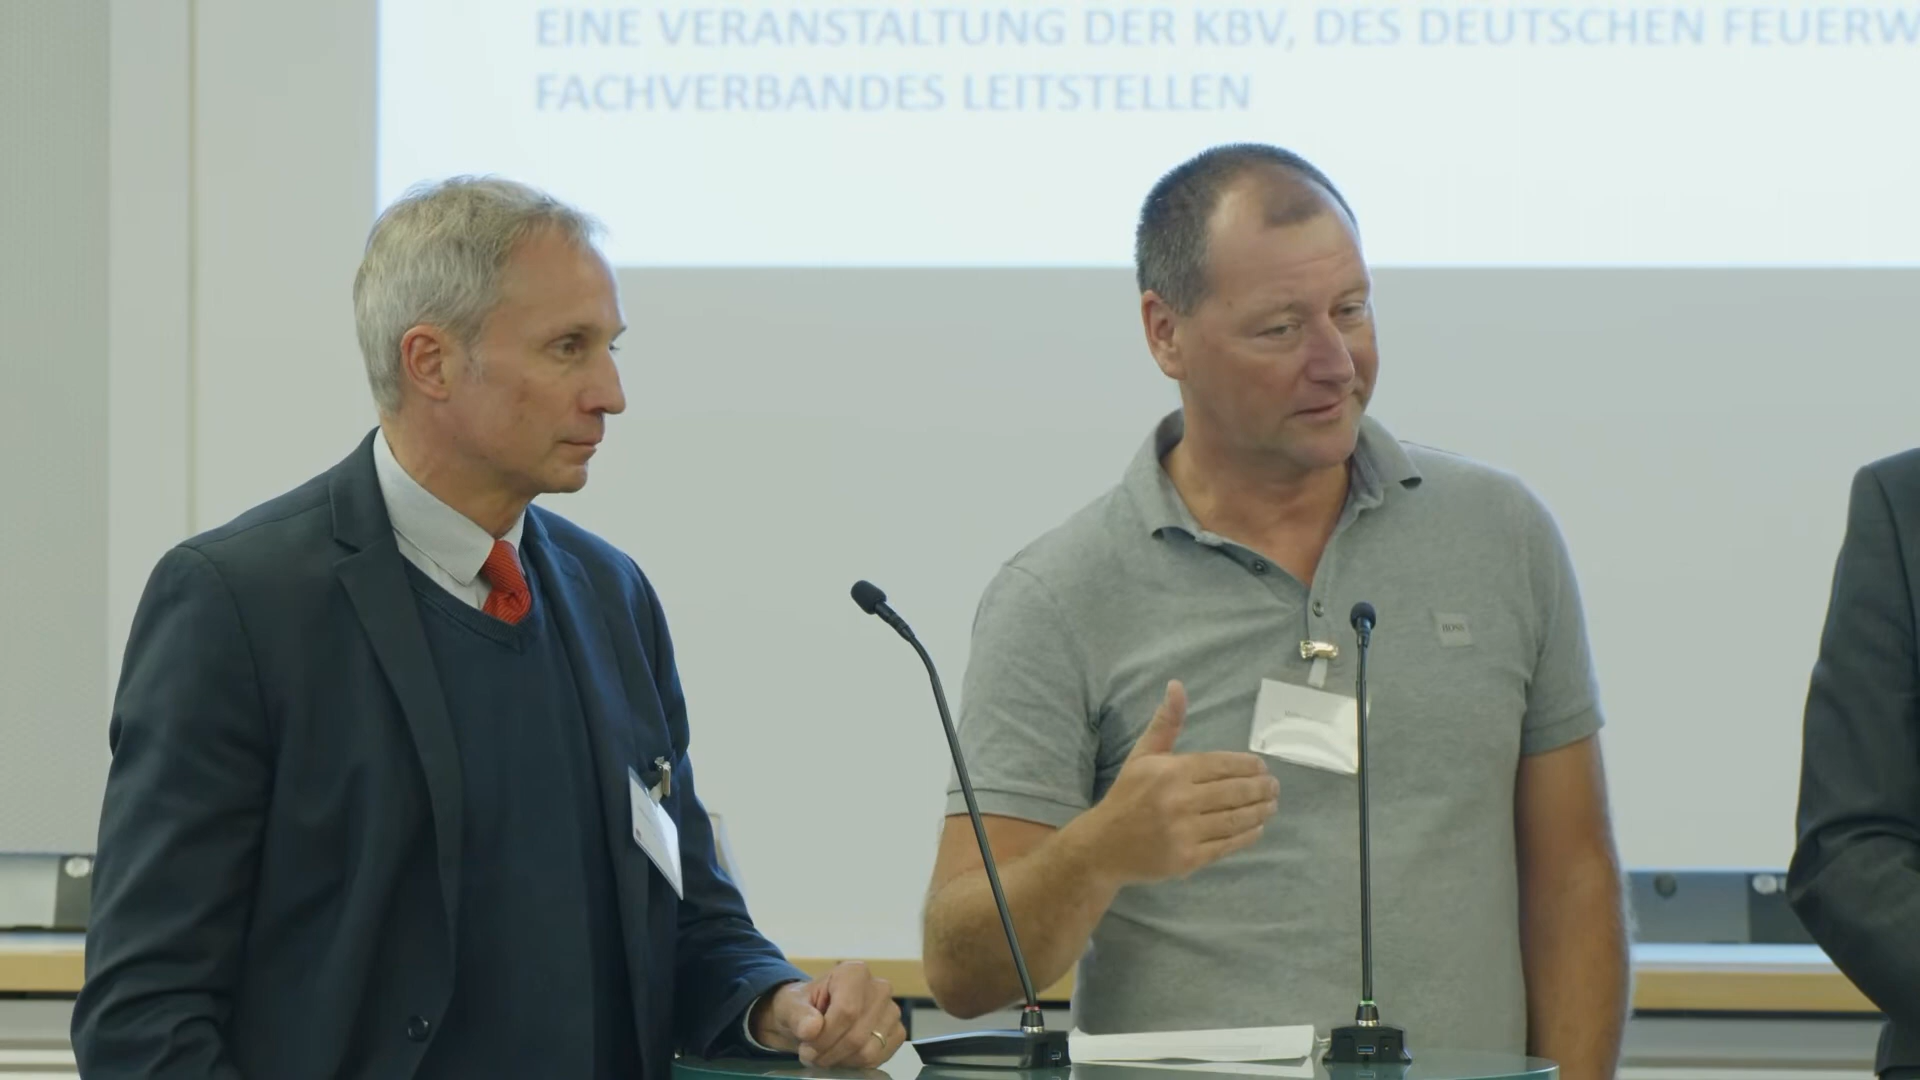 EINE VERANSTALTUNG DER KBV, DES DEUTSCHEN FEUERW
FACHVERBANDES LEITSTELLEN
BOSS